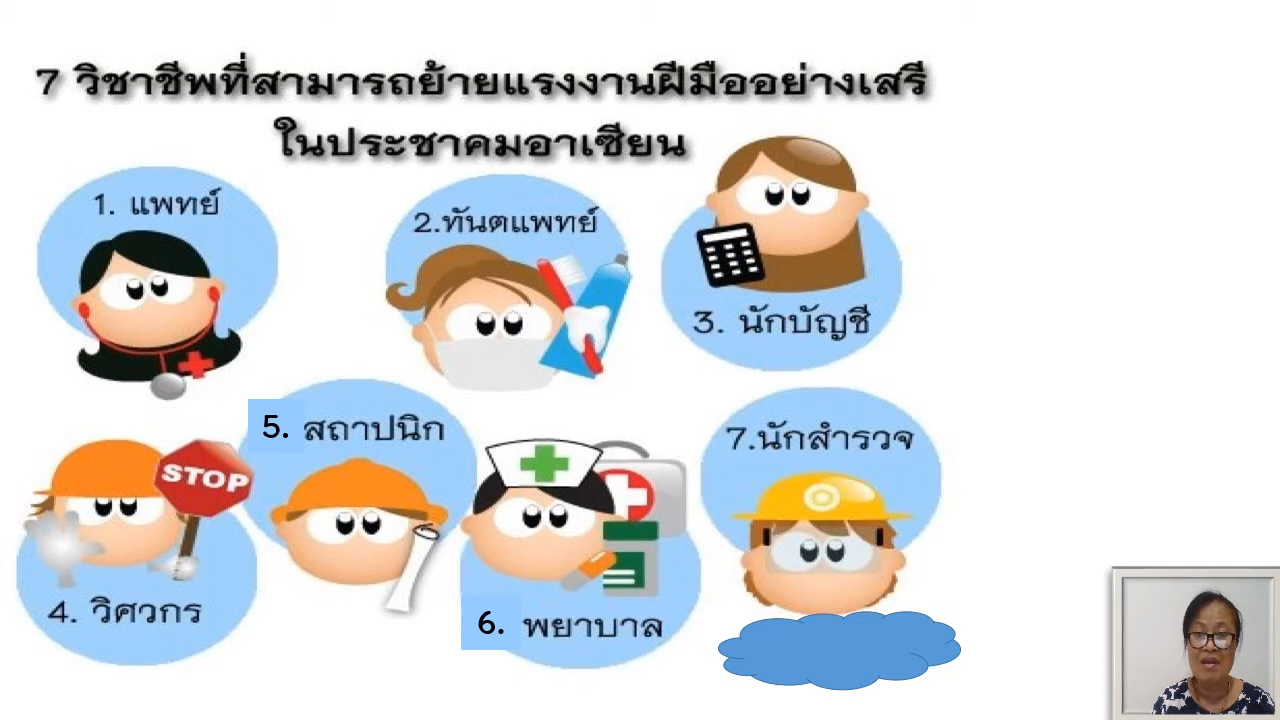 7 วิชาชีพที่สามารถย้ายแรงงานฝีมืออย่างเสรี
ในประชาคมอาเซียน
1. แพทย์
2.ทันตแพทย์
3. นักบัญชี
4. วิศวกร
STOP
5. สถาปนิก
6. พยาบาล
7.นักสำรวจ